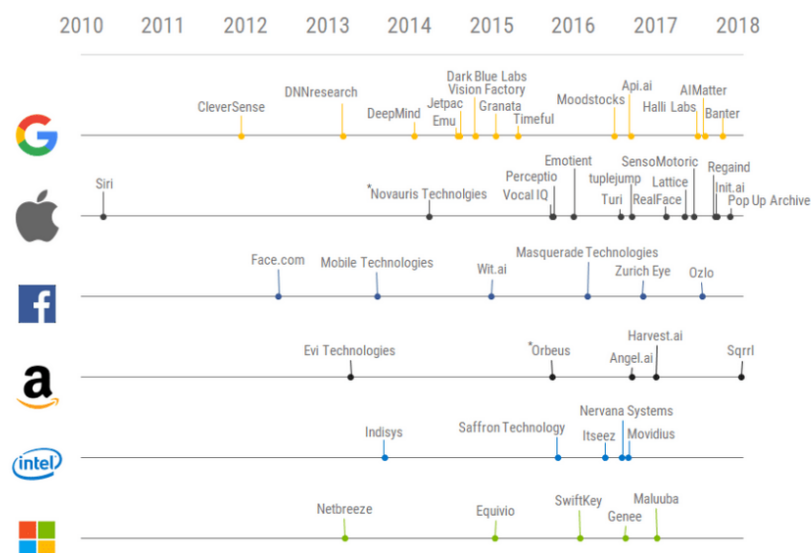 2010 2011 2012 2013 2014 2015 2016 2017 2018
CleverSense
DNNresearch
DeepMind
Jetpac
Emu
Dark Blue Labs
Vision Factory
Granata
Timeful
Moodstocks
Api.ai
Halli Labs
AIMatter
Banter
Siri
*Novauris Technolgies
Perceptio
Vocal IQ
Emotient
Turi
tuplejump
RealFace
Lattice
SensoMotoric
Regaind
Init.ai
Pop Up Archive
Face.com
Mobile Technologies
Wit.ai
Masquerade Technologies
Zurich Eye
Ozlo
Evi Technologies
*Orbeus
Angel.ai
Harvest.ai
Sqrrl
intel
Indisys
Saffron Technology
Itseez
Nervana Systems
Movidius
Netbreeze
Equivio
SwiftKey
Genee
Maluuba